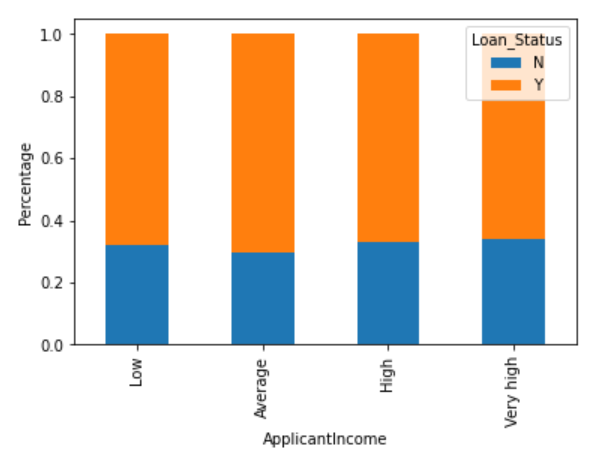 Loan_Status
N
Y
1.0
0.8
0.6
0.4
0.2
0.0
Percentage
Low
Average
High
Very high
ApplicantIncome